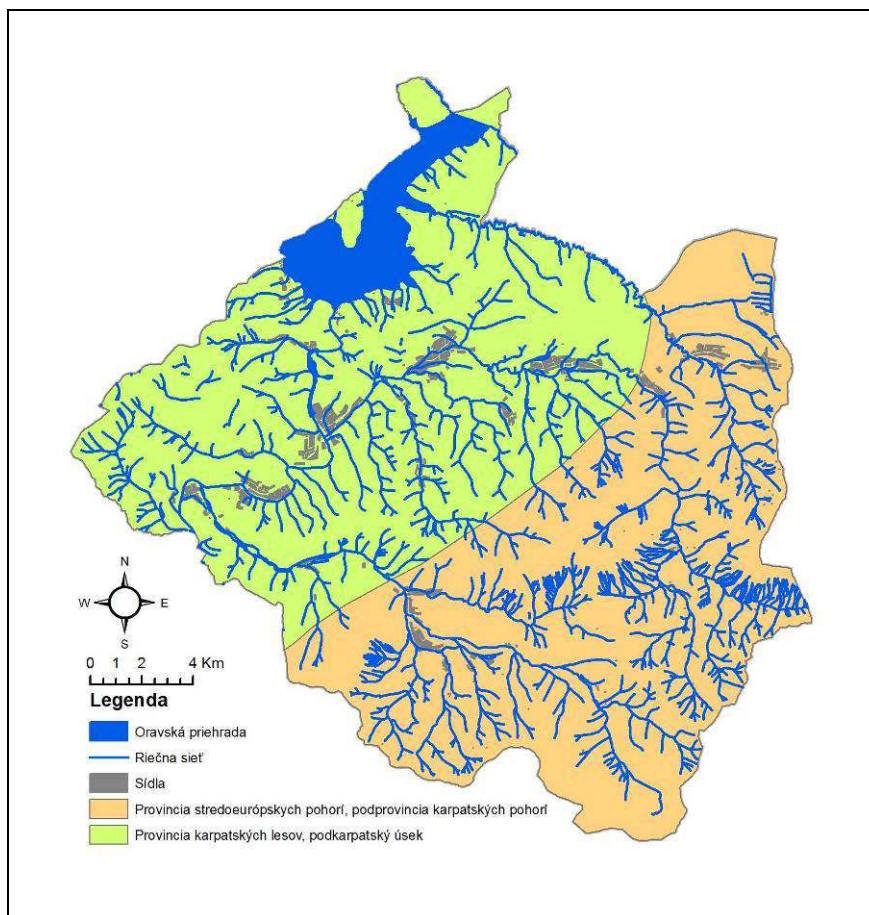 N
W E
S
0 1 2 4 Km
Legenda
Oravská priehrada
Riečna sieť
Sídla
Provincia stredoeurópskych pohorí, podprovincia karpatských pohorí
Provincia karpatských lesov, podkarpatský úsek